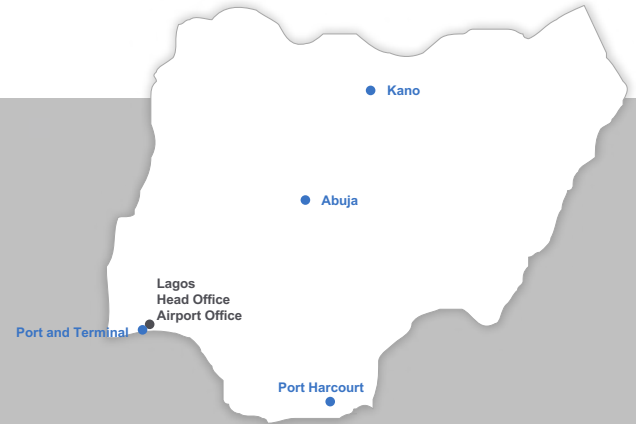 Kano
Abuja
Lagos
Head Office
Airport Office
Port and Terminal
Port Harcourt